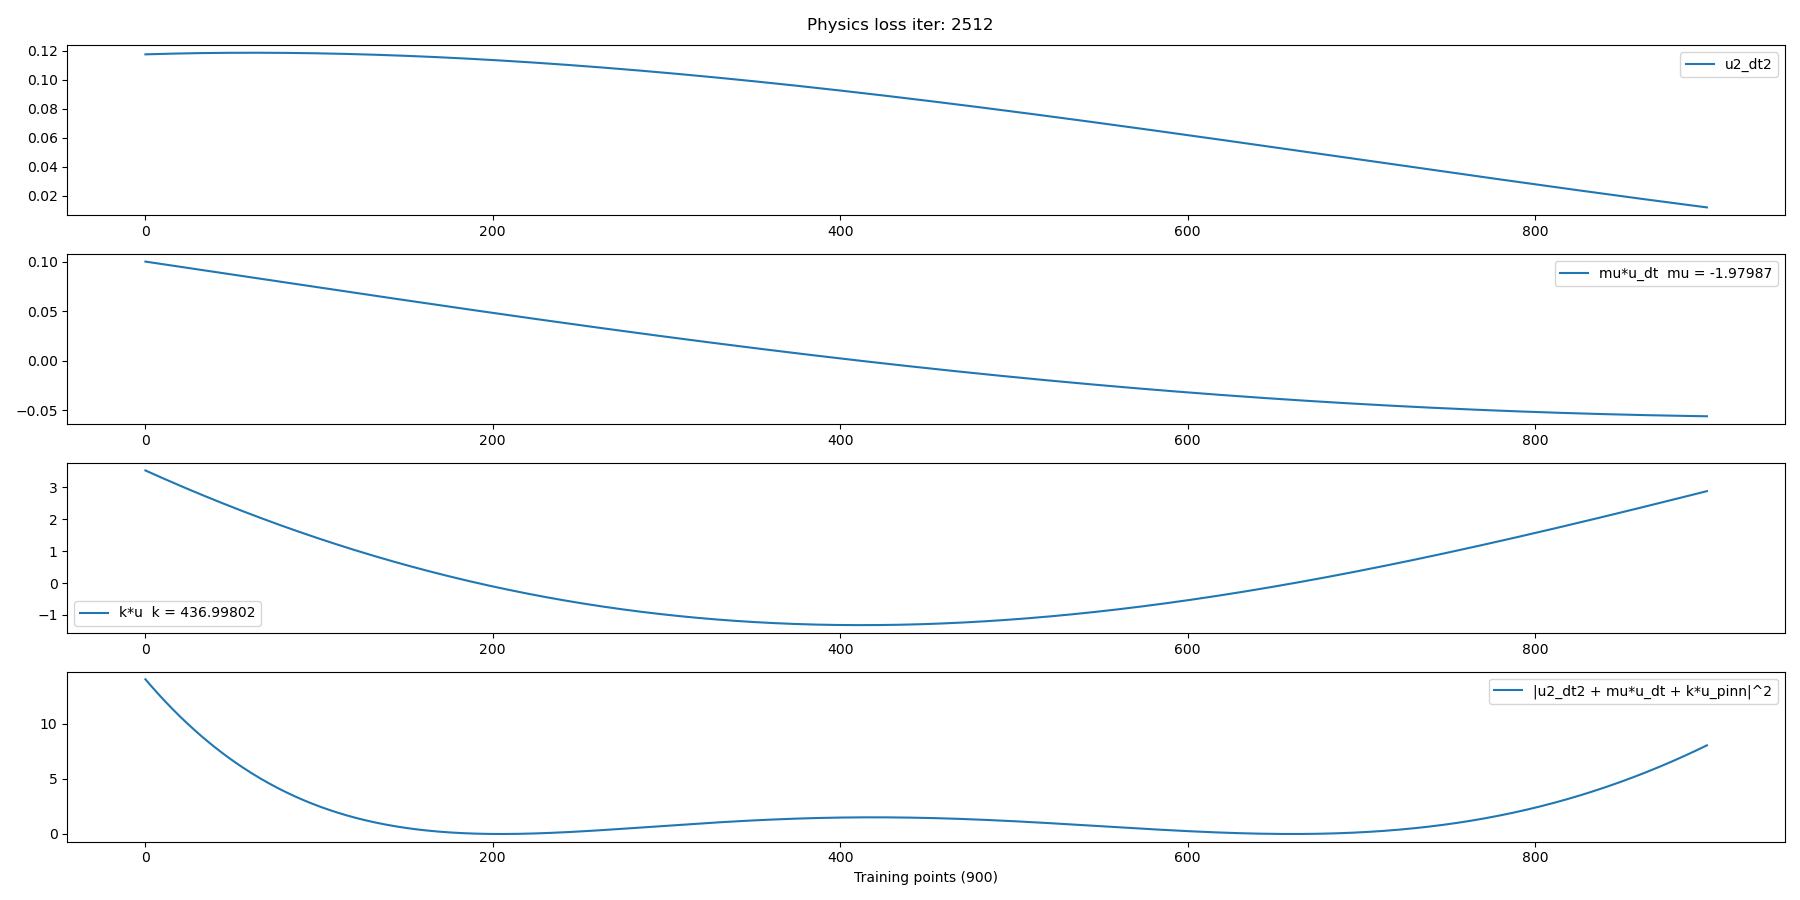 Physics loss iter: 2512
0.12
0.10
0.08
0.06
0.04
0.02
u2_dt2
0 200 400 600 800
0.10
0.05
0.00
−0.05
mu*u_dt  mu = -1.97987
0 200 400 600 800
3
2
1
0
−1
k*u  k = 436.99802
0 200 400 600 800
10
5
0
|u2_dt2 + mu*u_dt + k*u_pinn|^2
0 200 400 600 800
Training points (900)